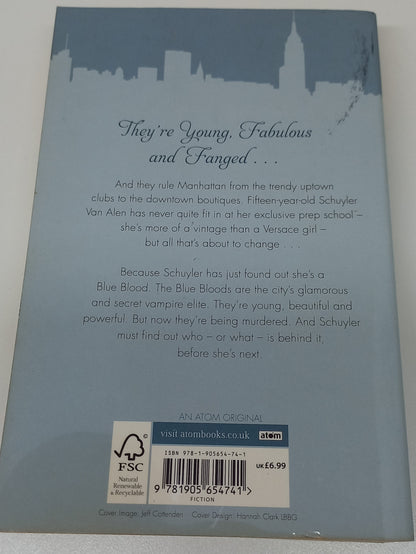 They're Young, Fabulous
and Fanged . . .
And they rule Manhattan from the trendy uptown
clubs to the downtown boutiques. Fifteen-year-old Schuyler
Van Alen has never quite fit in at her exclusive prep school –
she's more of a vintage than a Versace girl –
but all that's about to change . . .
Because Schuyler has just found out she's a
Blue Blood. The Blue Bloods are the city's glamorous
and secret vampire elite. They're young, beautiful and
powerful. But now they're being murdered. And Schuyler
must find out who – or what – is behind it,
before she's next.
AN ATOM ORIGINAL
visit atombooks.co.uk atom
ISBN 978-1-905654-74-1
FSC
Natural
Renewable
& Recyclable
UK £6.99
9 781905 654741 >
FICTION
Cover Image: Jeff Cottenden Cover Design: Hannah Clark LBBG